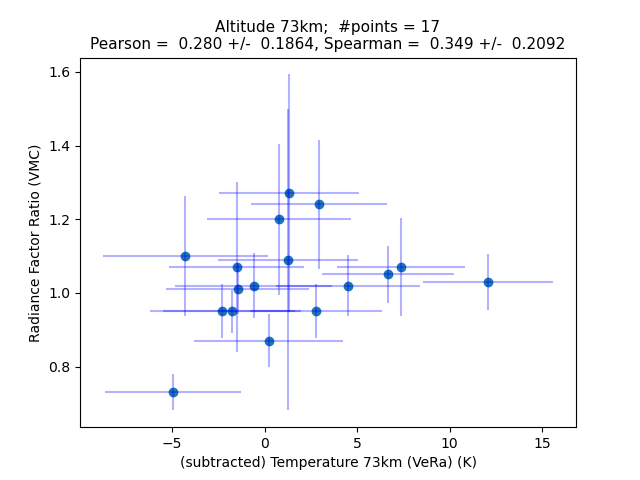 Altitude 73km;  #points = 17
Pearson =  0.280 +/-  0.1864, Spearman =  0.349 +/-  0.2092
1.6
1.4
1.2
1.0
0.8
Radiance Factor Ratio (VMC)
−5
0
5
10
15
(subtracted) Temperature 73km (VeRa) (K)